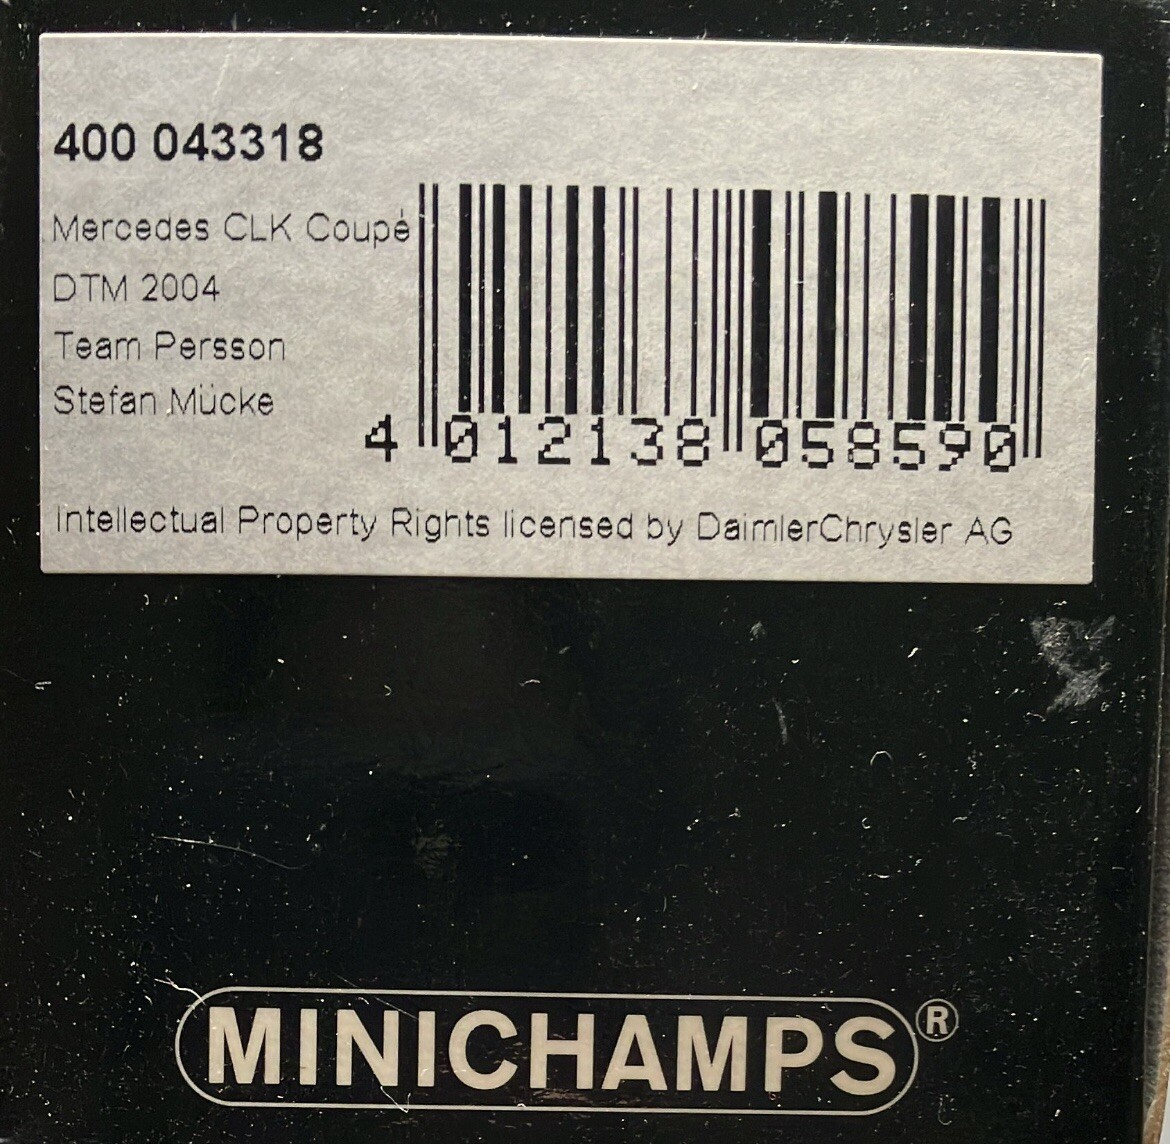 400 043318
Mercedes CLK Coupé
DTM 2004
Team Persson
Stefan Mücke
4 012138 058590
Intellectual Property Rights licensed by DaimlerChrysler AG
MINICHAMPS®